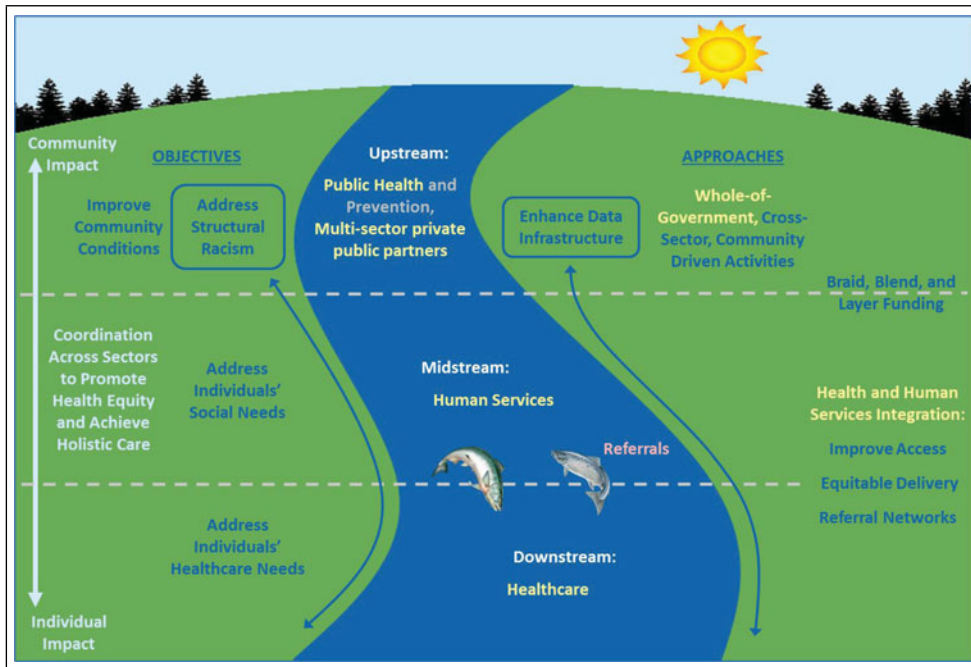 Community
Impact
OBJECTIVES
Improve
Community
Conditions
Address
Structural
Racism
Upstream:
Public Health and
Prevention,
Multi-sector private
public partners
APPROACHES
Enhance Data
Infrastructure
Whole-of-
Government, Cross-
Sector, Community
Driven Activities
Braid, Blend, and
Layer Funding
Coordination
Across Sectors
to Promote
Health Equity
and Achieve
Holistic Care
Address
Individuals'
Social Needs
Midstream:
Human Services
Referrals
Health and Human
Services Integration:
Improve Access
Equitable Delivery
Referral Networks
Address
Individuals'
Healthcare Needs
Downstream:
Healthcare
Individual
Impact